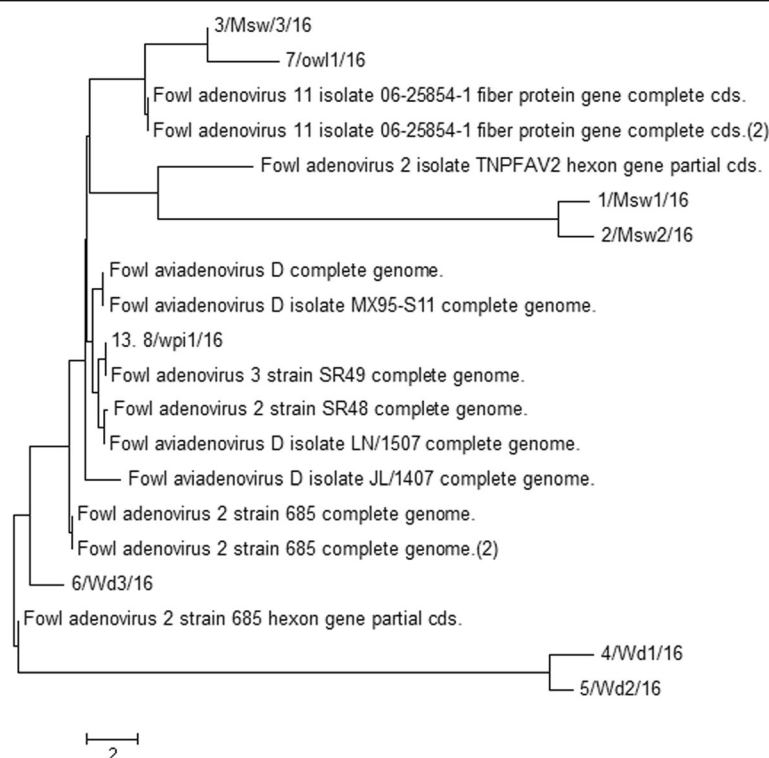 3/Msw/3/16
7/owl1/16
Fowl adenovirus 11 isolate 06-25854-1 fiber protein gene complete cds.
Fowl adenovirus 11 isolate 06-25854-1 fiber protein gene complete cds.(2)
Fowl adenovirus 2 isolate TNPFAV2 hexon gene partial cds.
1/Msw1/16
2/Msw2/16
Fowl aviadenovirus D complete genome.
Fowl aviadenovirus D isolate MX95-S11 complete genome.
13. 8/wpi1/16
Fowl adenovirus 3 strain SR49 complete genome.
Fowl adenovirus 2 strain SR48 complete genome.
Fowl aviadenovirus D isolate LN/1507 complete genome.
Fowl aviadenovirus D isolate JL/1407 complete genome.
Fowl adenovirus 2 strain 685 complete genome.
Fowl adenovirus 2 strain 685 complete genome.(2)
6/Wd3/16
Fowl adenovirus 2 strain 685 hexon gene partial cds.
4/Wd1/16
5/Wd2/16
2